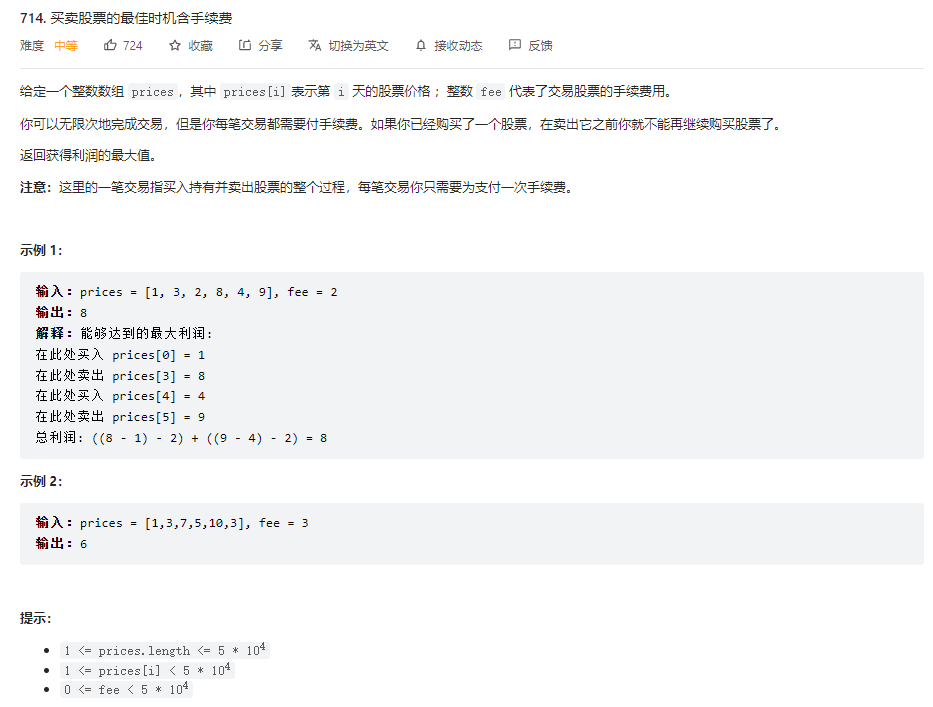 714. 买卖股票的最佳时机含手续费
难度 中等 724 收藏 分享 切换为英文 接收动态 反馈
给定一个整数数组 prices，其中 prices[i] 表示第 i 天的股票价格 ；整数 fee 代表了交易股票的手续费用。
你可以无限次地完成交易，但是你每笔交易都需要付手续费。如果你已经购买了一个股票，在卖出它之前你就不能再继续购买股票了。
返回获得利润的最大值。
注意：这里的一笔交易指买入持有并卖出股票的整个过程，每笔交易你只需要为支付一次手续费。
示例 1：
输入：prices = [1, 3, 2, 8, 4, 9], fee = 2
输出：8
解释：能够达到的最大利润:
在此处买入 prices[0] = 1
在此处卖出 prices[3] = 8
在此处买入 prices[4] = 4
在此处卖出 prices[5] = 9
总利润: ((8 - 1) - 2) + ((9 - 4) - 2) = 8
示例 2：
输入：prices = [1,3,7,5,10,3], fee = 3
输出：6
提示：
1 <= prices.length <= 5 * 10⁴
1 <= prices[i] < 5 * 10⁴
0 <= fee < 5 * 10⁴